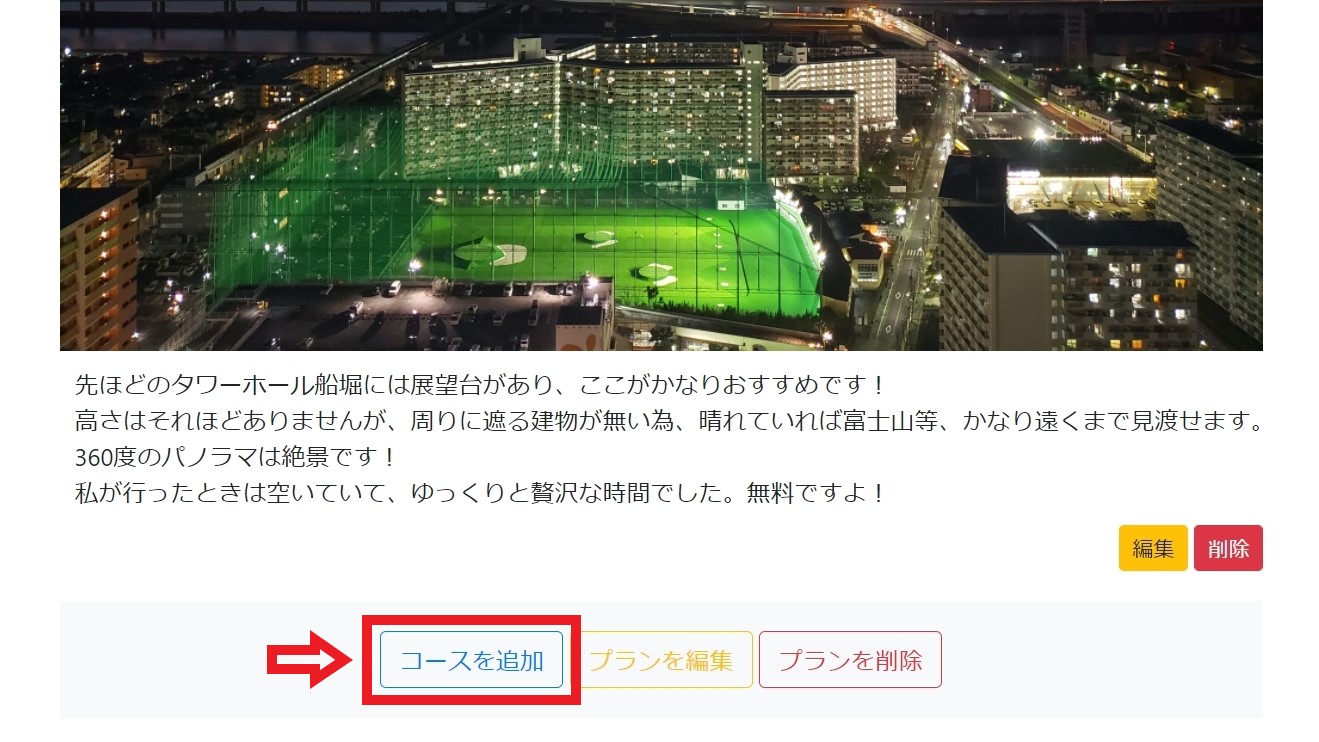 先ほどのタワーホール船堀には展望台があり、ここがかなりおすすめです！
高さはそれほどありませんが、周りに遮る建物が無い為、晴れていれば富士山等、かなり遠くまで見渡せます。
360度のパノラマは絶景です！
私が行ったときは空いていて、ゆっくりと贅沢な時間でした。無料ですよ！
編集 削除
コースを追加 プランを編集 プランを削除